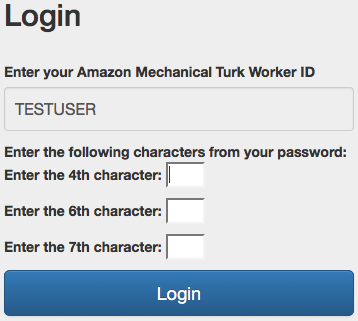 Login
Enter your Amazon Mechanical Turk Worker ID
TESTUSER
Enter the following characters from your password:
Enter the 4th character:
Enter the 6th character:
Enter the 7th character:
Login